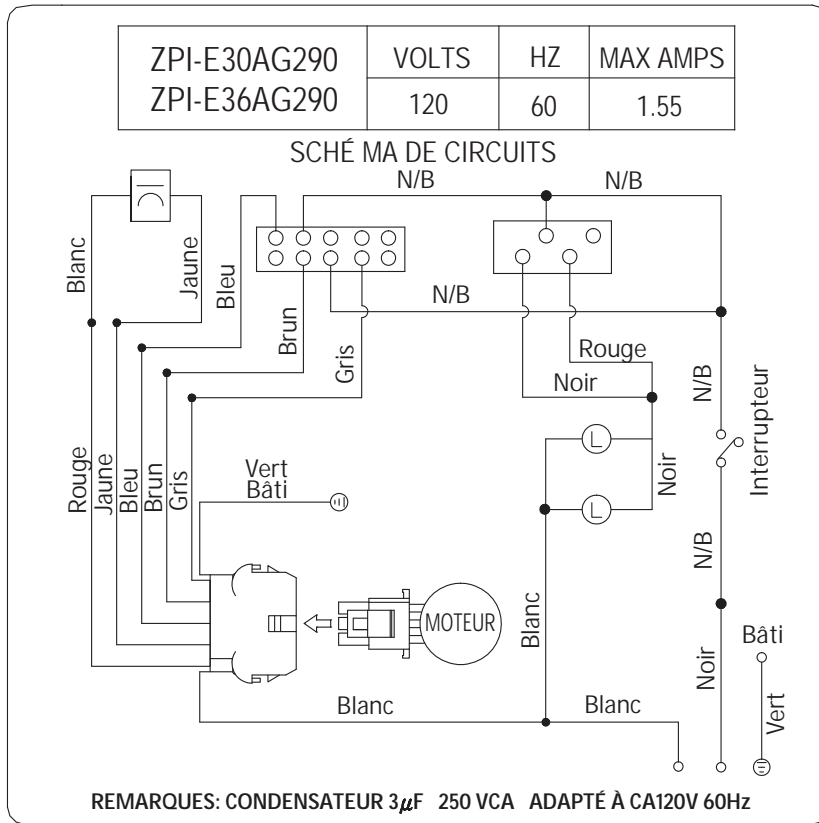 ZPI-E30AG290
ZPI-E36AG290
VOLTS HZ MAX AMPS
120 60 1.55
SCHÉ MA DE CIRCUITS
N/B
N/B
Blanc
Jaune
Bleu
Brun
Gris
N/B
Rouge
Noir
N/B
Interrupteur
L
L
Noir
Rouge
Jaune
Bleu
Brun
Gris
Vert
Bâti
N/B
MOTEUR
Blanc
Bâti
Noir
Vert
Blanc
Blanc
REMARQUES: CONDENSATEUR 3µF 250 VCA ADAPTÉ À CA120V 60Hz